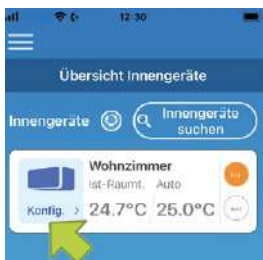 12:30
Übersicht Innengeräte
Innengeräte
Innengeräte suchen
Wohnzimmer
Ist-Raumt. Auto
Konfig. > 24.7°C 25.0°C